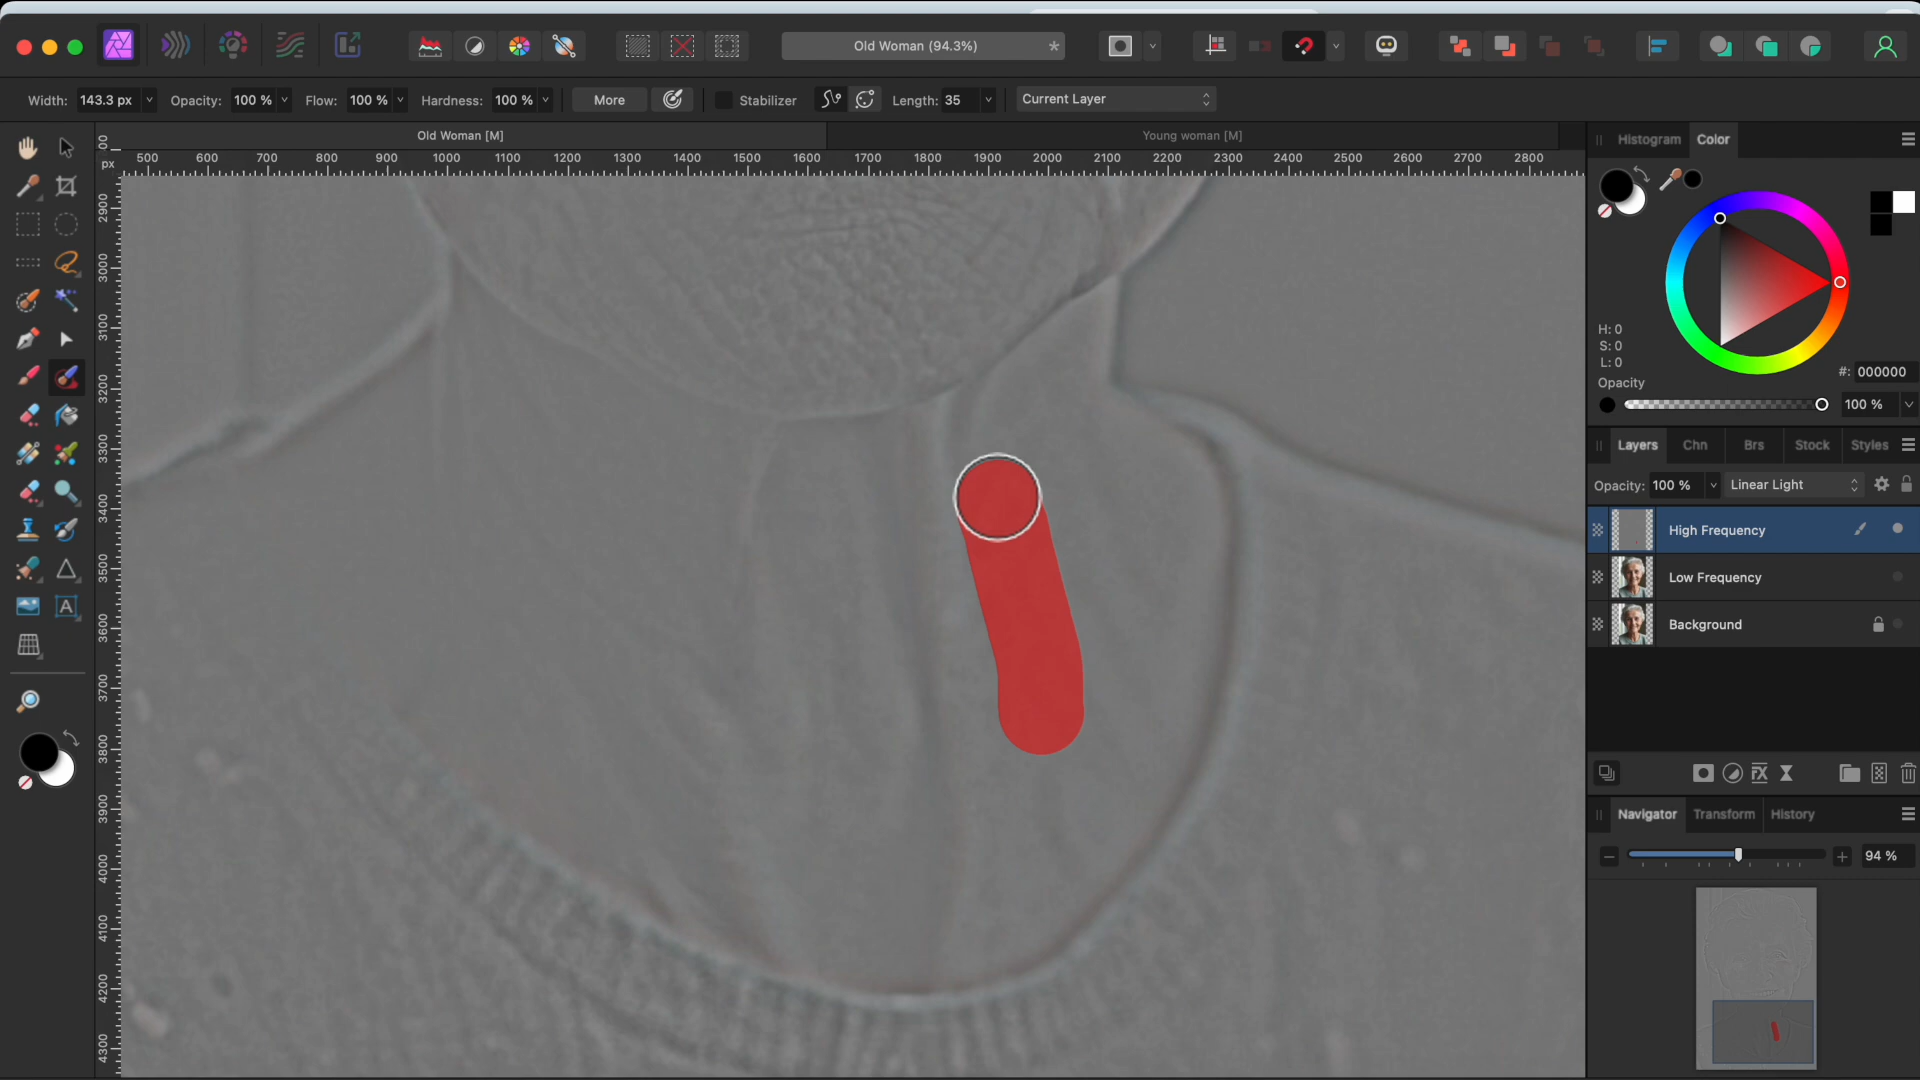 Old Woman (94.3%) *
Width: 143.3 px Opacity: 100 % Flow: 100 % Hardness: 100 % More Stabilizer Length: 35 Current Layer
Old Woman [M] Young woman [M]
px 500 600 700 800 900 1000 1100 1200 1300 1400 1500 1600 1700 1800 1900 2000 2100 2200 2300 2400 2500 2600 2700 2800
00
2900
3000
3100
3200
3300
3400
3500
3600
3700
3800
3900
4000
4100
4200
4300
A
Histogram Color
H: 0
S: 0
L: 0
#: 000000
Opacity
100 %
Layers Chn Brs Stock Styles
Opacity: 100 % Linear Light
High Frequency
Low Frequency
Background
Navigator Transform History
94 %